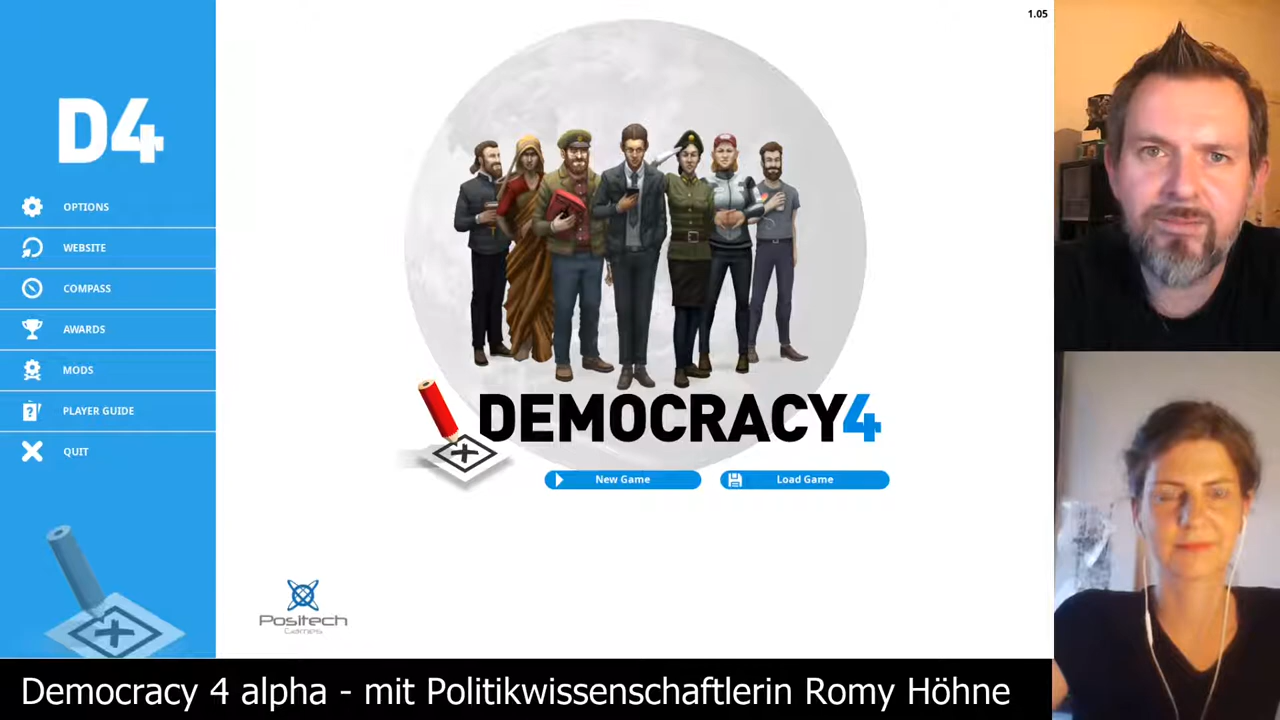 1.05
D4
OPTIONS
WEBSITE
COMPASS
AWARDS
MODS
PLAYER GUIDE
QUIT
DEMOCRACY4
New Game
Load Game
Positech
Games
Democracy 4 alpha - mit Politikwissenschaftlerin Romy Höhne